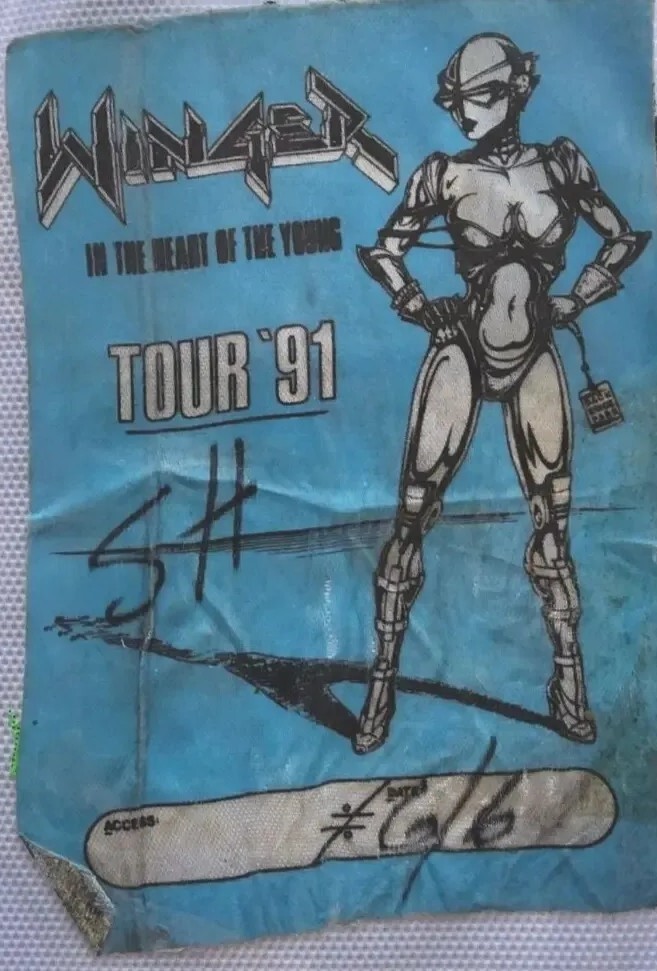 WINGER
IN THE HEART OF THE YOUNG
TOUR '91
SH
ACCESS:
DATE:
6/6